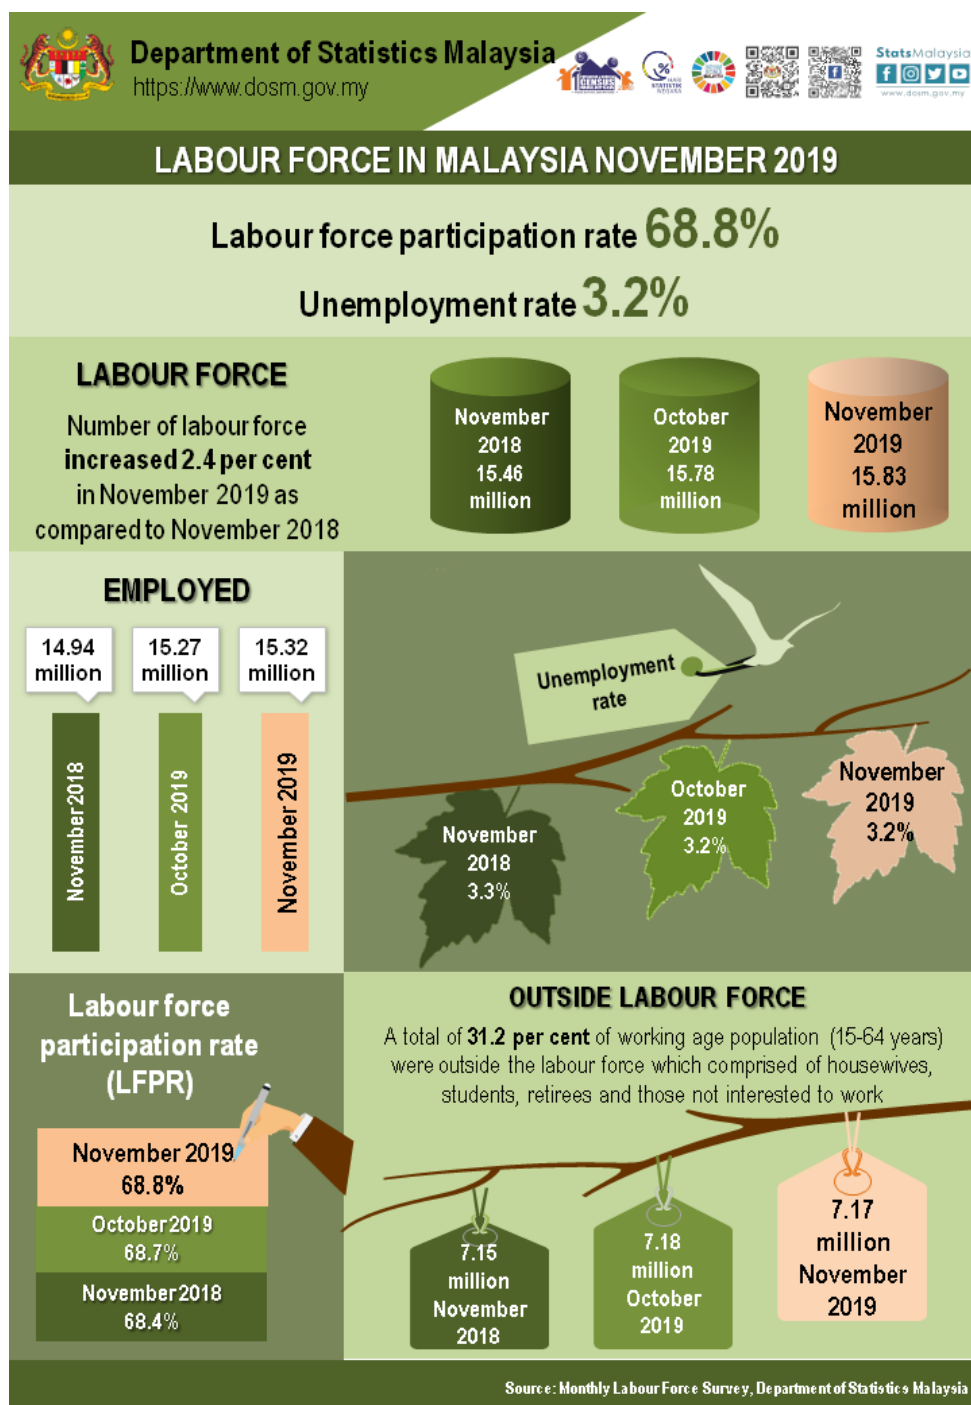 Department of Statistics Malaysia
https://www.dosm.gov.my
CENSUS
STATISTIK
NEGARA
StatsMalaysia
www.dosm.gov.my
LABOUR FORCE IN MALAYSIA NOVEMBER 2019
Labour force participation rate 68.8%
Unemployment rate 3.2%
LABOUR FORCE
Number of labour force
increased 2.4 per cent
in November 2019 as
compared to November 2018
November
2018
15.46
million
October
2019
15.78
million
November
2019
15.83
million
EMPLOYED
14.94
million
15.27
million
15.32
million
November 2018
October 2019
November 2019
Unemployment
rate
November
2018
3.3%
October
2019
3.2%
November
2019
3.2%
Labour force
participation rate
(LFPR)
November 2019
68.8%
October 2019
68.7%
November 2018
68.4%
OUTSIDE LABOUR FORCE
A total of 31.2 per cent of working age population (15-64 years)
were outside the labour force which comprised of housewives,
students, retirees and those not interested to work
7.15
million
November
2018
7.18
million
October
2019
7.17
million
November
2019
Source: Monthly Labour Force Survey, Department of Statistics Malaysia